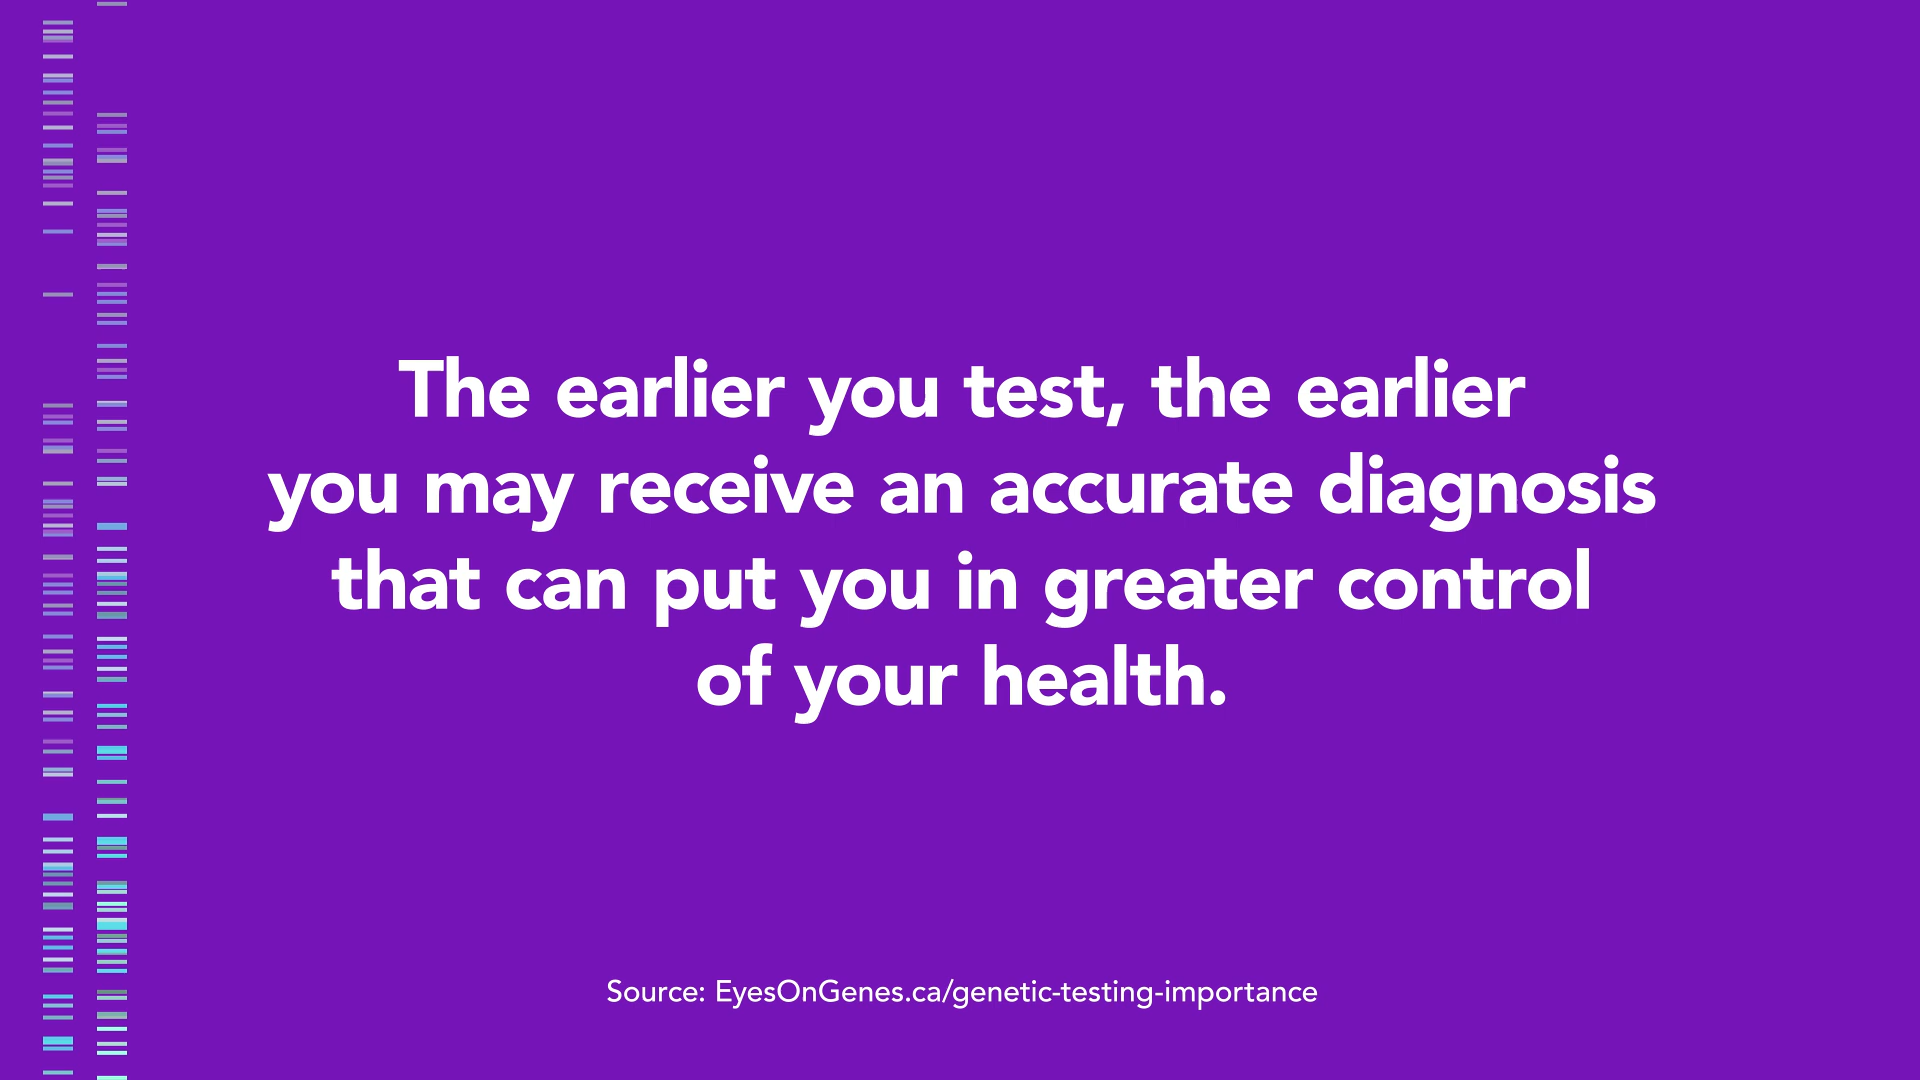 The earlier you test, the earlier
you may receive an accurate diagnosis
that can put you in greater control
of your health.
Source: EyesOnGenes.ca/genetic-testing-importance